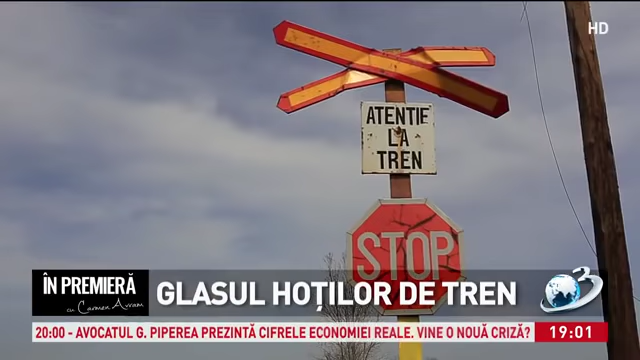 HD
ATENTIE
LA
TREN
STOP
ÎN PREMIERĂ
cu Carmen Avram
GLASUL HOȚILOR DE TREN
3
20:00 - AVOCATUL G. PIPEREA PREZINTĂ CIFRELE ECONOMIEI REALE. VINE O NOUĂ CRIZĂ?
19:01